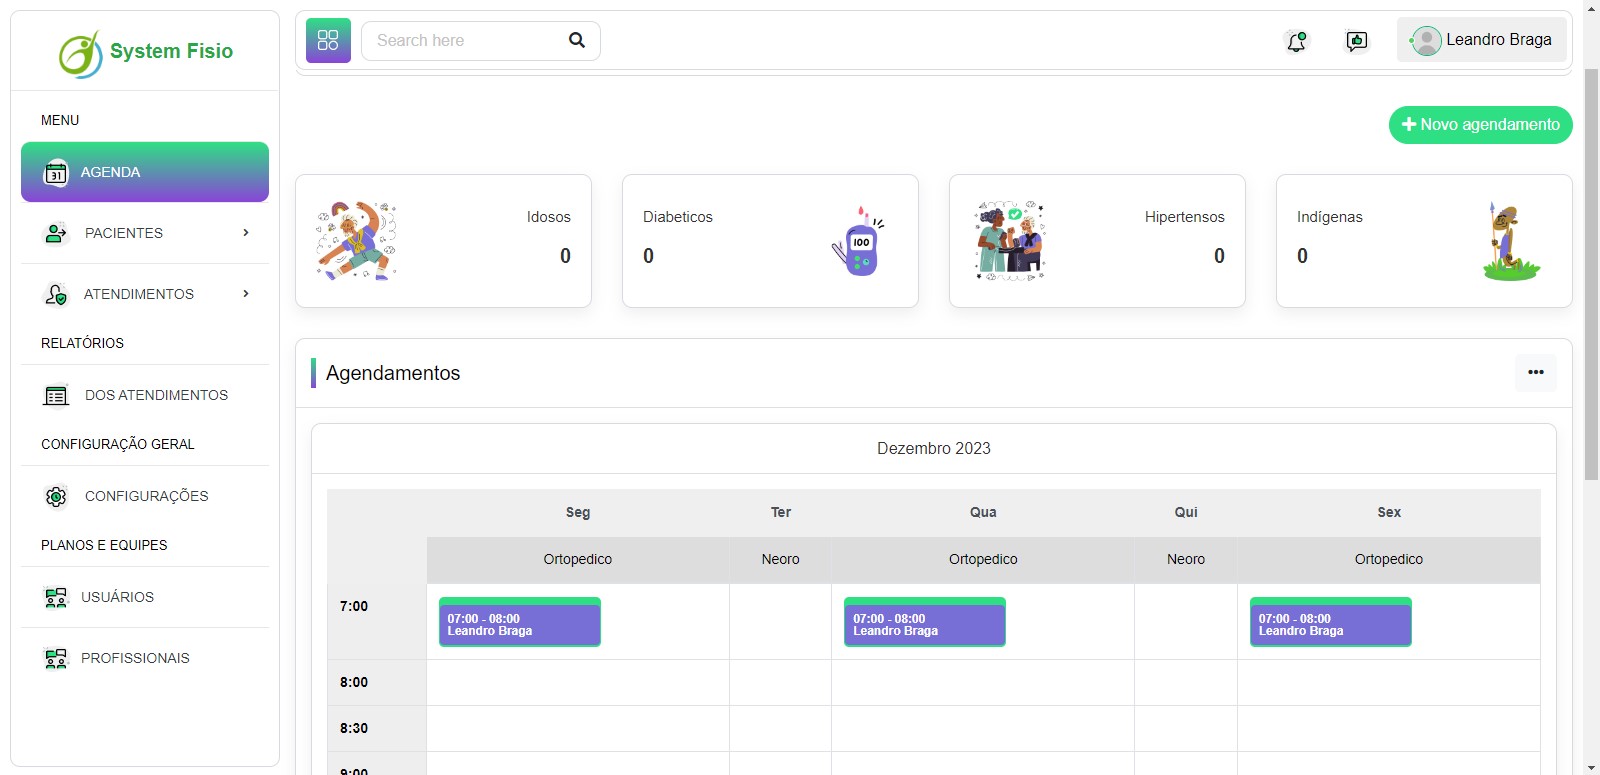 System Fisio
Search here
Leandro Braga
MENU
AGENDA
PACIENTES
ATENDIMENTOS
RELATÓRIOS
DOS ATENDIMENTOS
CONFIGURAÇÃO GERAL
CONFIGURAÇÕES
PLANOS E EQUIPES
USUÁRIOS
PROFISSIONAIS
Novo agendamento
Idosos
0
Diabeticos
0
100
Hipertensos
0
Indígenas
0
Agendamentos
Dezembro 2023
Seg Ter Qua Qui Sex
Ortopedico Neoro Ortopedico Neoro Ortopedico
7:00
07:00 - 08:00
Leandro Braga
07:00 - 08:00
Leandro Braga
07:00 - 08:00
Leandro Braga
8:00
8:30
9:00
31